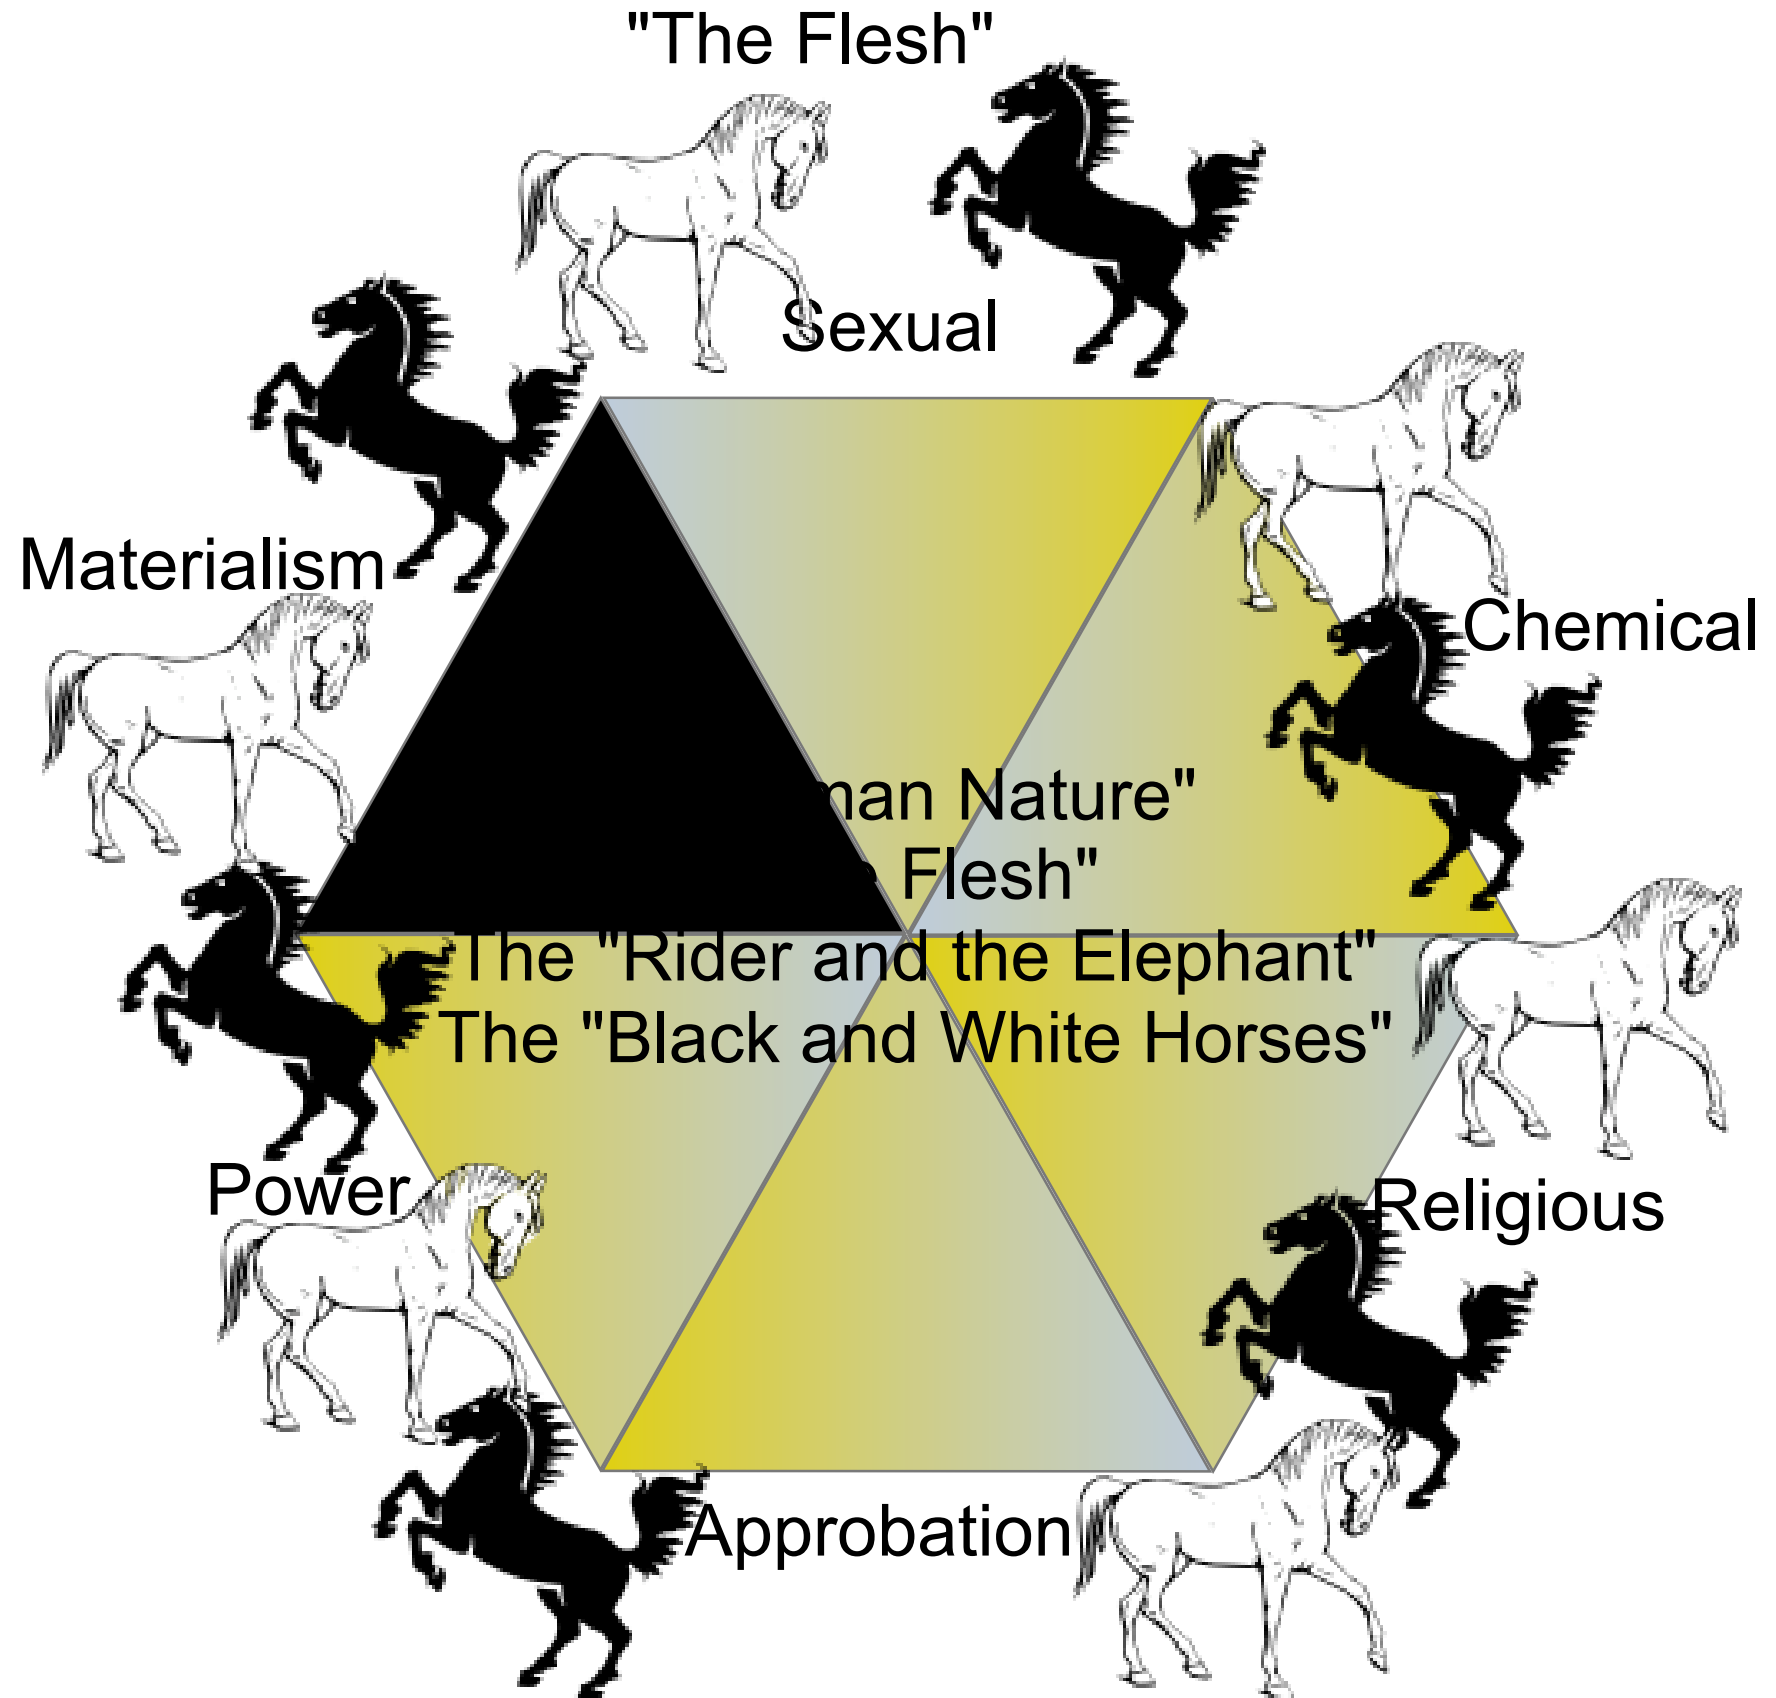 "The Flesh"
Sexual
Materialism
Chemical
man Nature"
Flesh"
The "Rider and the Elephant"
The "Black and White Horses"
Power
Religious
Approbation